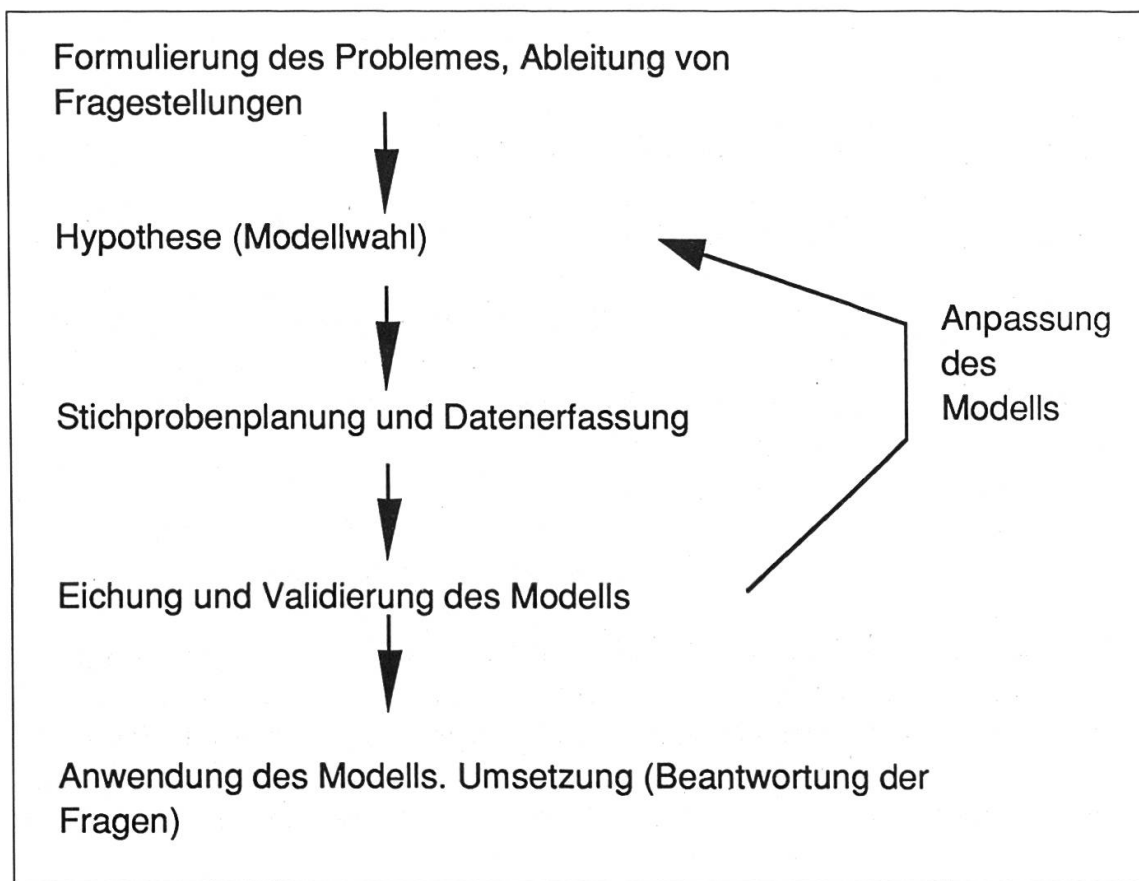 Formulierung des Problemes, Ableitung von
Fragestellungen
Hypothese (Modellwahl)
Anpassung
des
Modells
Stichprobenplanung und Datenerfassung
Eichung und Validierung des Modells
Anwendung des Modells. Umsetzung (Beantwortung der
Fragen)